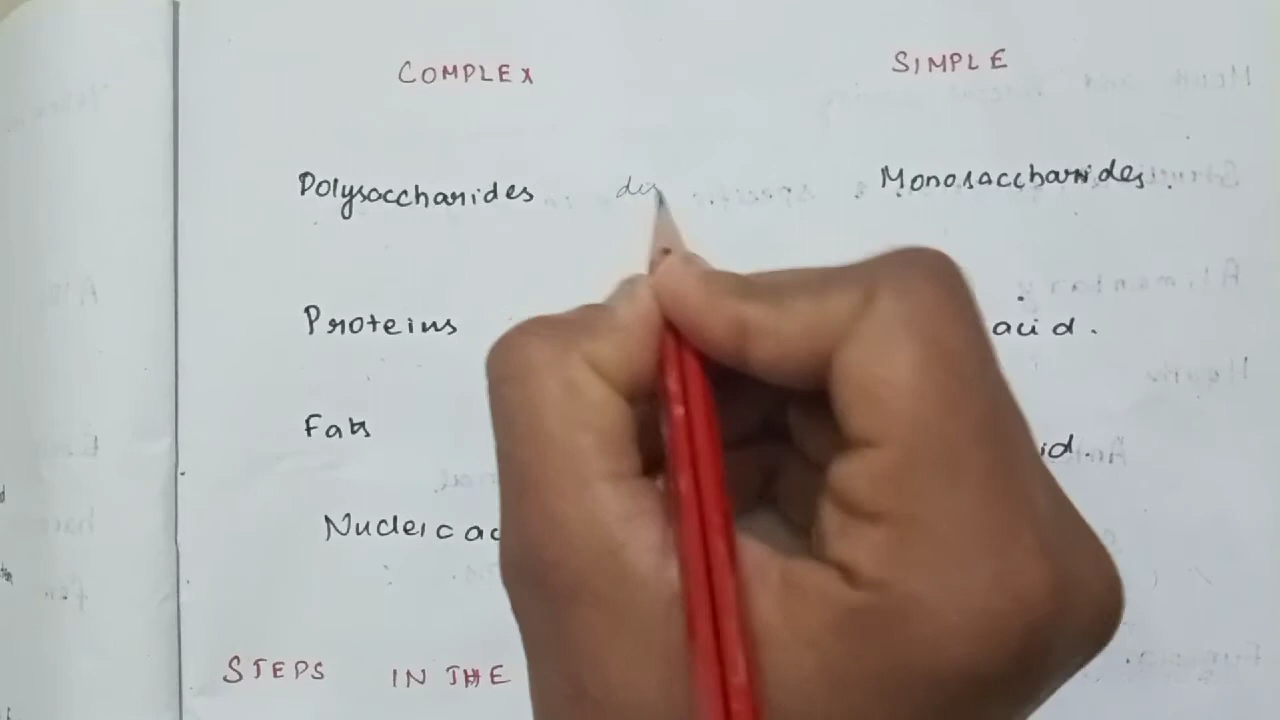 COMPLEX SIMPLE
Polysaccharides Monosaccharides.
Proteins acid.
Fats id.
Nucleic ac
STEPS IN THE